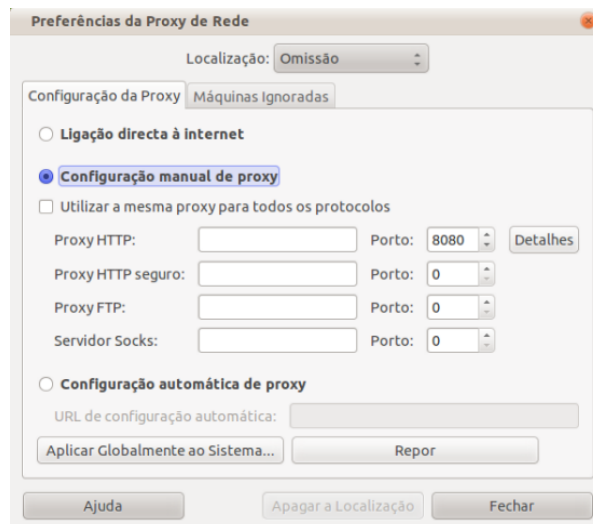 Preferências da Proxy de Rede
Localização: Omissão
Configuração da Proxy Máquinas Ignoradas
Ligação directa à internet
Configuração manual de proxy
Utilizar a mesma proxy para todos os protocolos
Proxy HTTP: Porto: 8080 Detalhes
Proxy HTTP seguro: Porto: 0
Proxy FTP: Porto: 0
Servidor Socks: Porto: 0
Configuração automática de proxy
URL de configuração automática:
Aplicar Globalmente ao Sistema... Repor
Ajuda Apagar a Localização Fechar